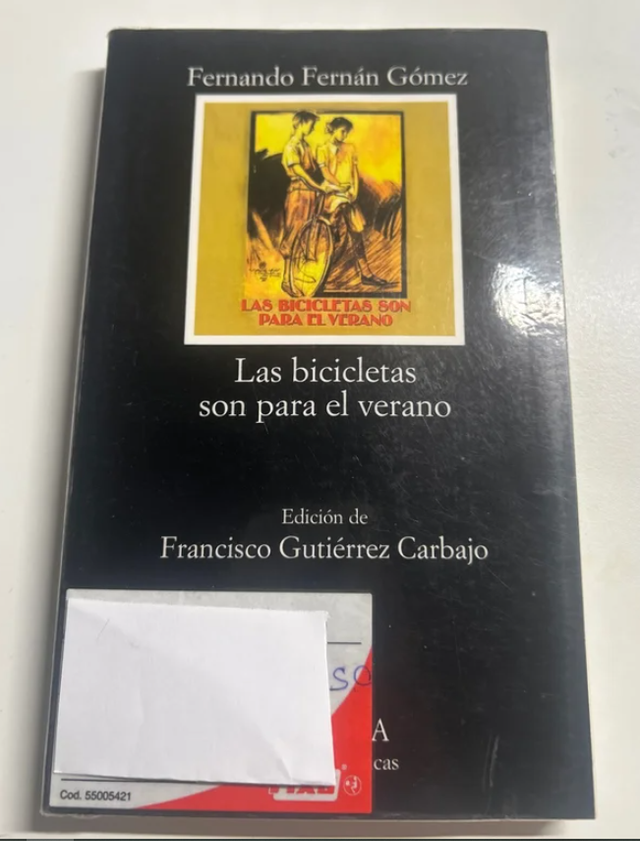 Fernando Fernán Gómez
LAS BICICLETAS SON
PARA EL VERANO
Las bicicletas
son para el verano
Edición de
Francisco Gutiérrez Carbajo
A
cas
Cod. 55005421